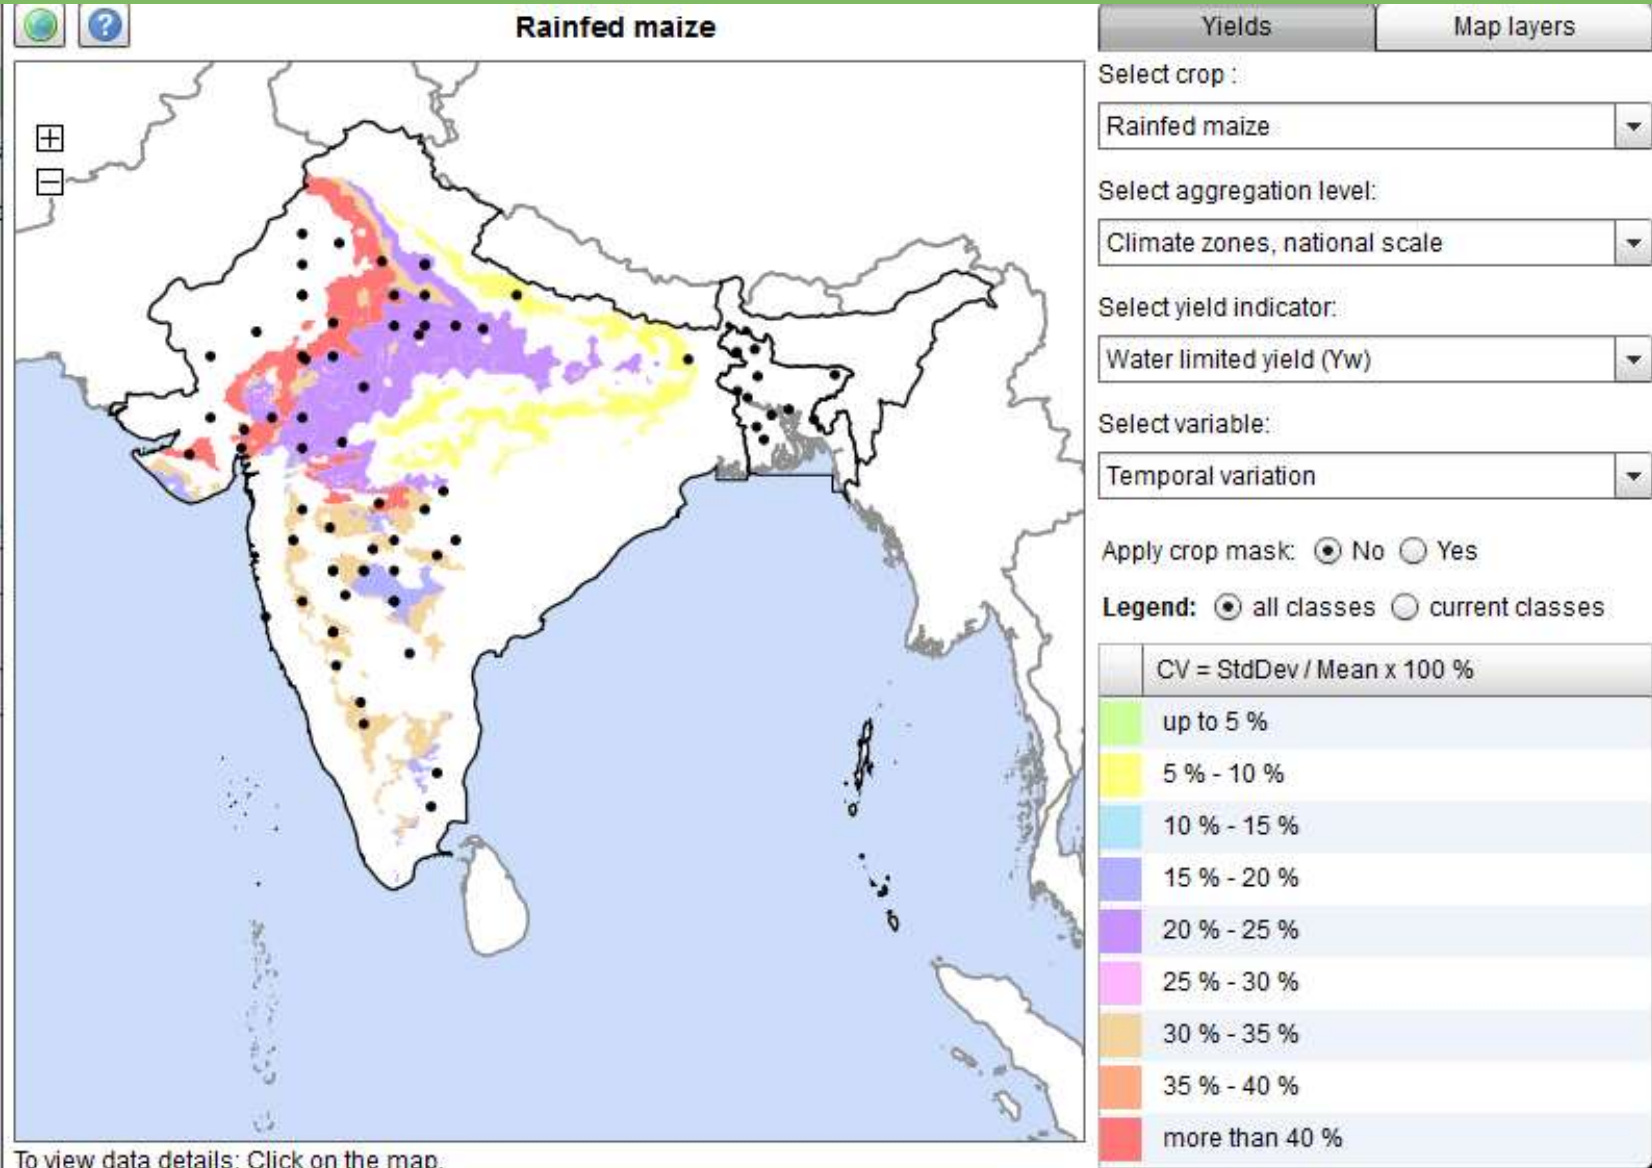 Rainfed maize
Yields
Map layers
Select crop :
Rainfed maize
Select aggregation level:
Climate zones, national scale
Select yield indicator:
Water limited yield (Yw)
Select variable:
Temporal variation
Apply crop mask: No Yes
Legend: all classes current classes
CV = StdDev / Mean x 100 %
up to 5 %
5 % - 10 %
10 % - 15 %
15 % - 20 %
20 % - 25 %
25 % - 30 %
30 % - 35 %
35 % - 40 %
more than 40 %
To view data details: Click on the map.